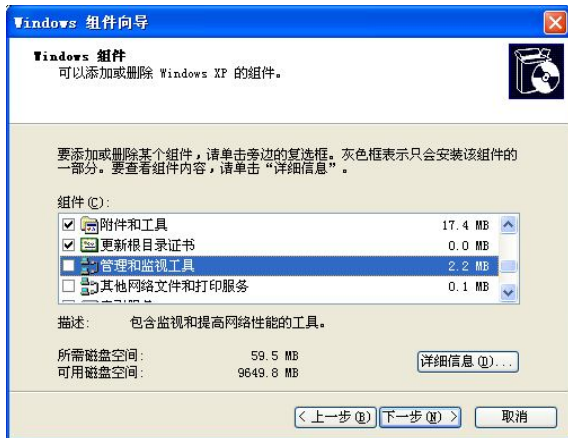 Windows 组件向导
Windows 组件
可以添加或删除 Windows XP 的组件。
要添加或删除某个组件，请单击旁边的复选框。灰色框表示只会安装该组件的
一部分。要查看组件内容，请单击“详细信息”。
组件(C):
附件和工具 17.4 MB
更新根目录证书 0.0 MB
管理和监视工具 2.2 MB
其他网络文件和打印服务 0.1 MB
描述: 包含监视和提高网络性能的工具。
所需磁盘空间: 59.5 MB
可用磁盘空间: 9649.8 MB
详细信息(D)...
< 上一步(B) 下一步(N) > 取消